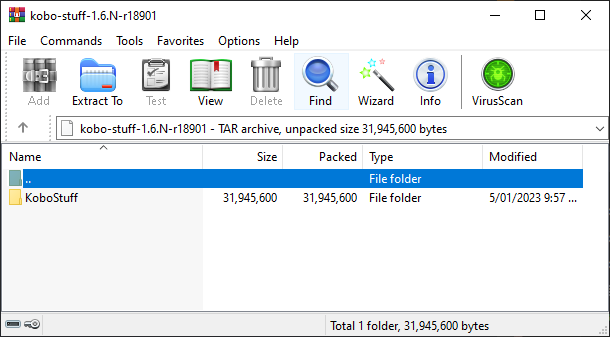 kobo-stuff-1.6.N-r18901
File Commands Tools Favorites Options Help
Add Extract To Test View Delete Find Wizard Info VirusScan
kobo-stuff-1.6.N-r18901 - TAR archive, unpacked size 31,945,600 bytes
Name Size Packed Type Modified
.. File folder
KoboStuff 31,945,600 31,945,600 File folder 5/01/2023 9:57 ...
Total 1 folder, 31,945,600 bytes